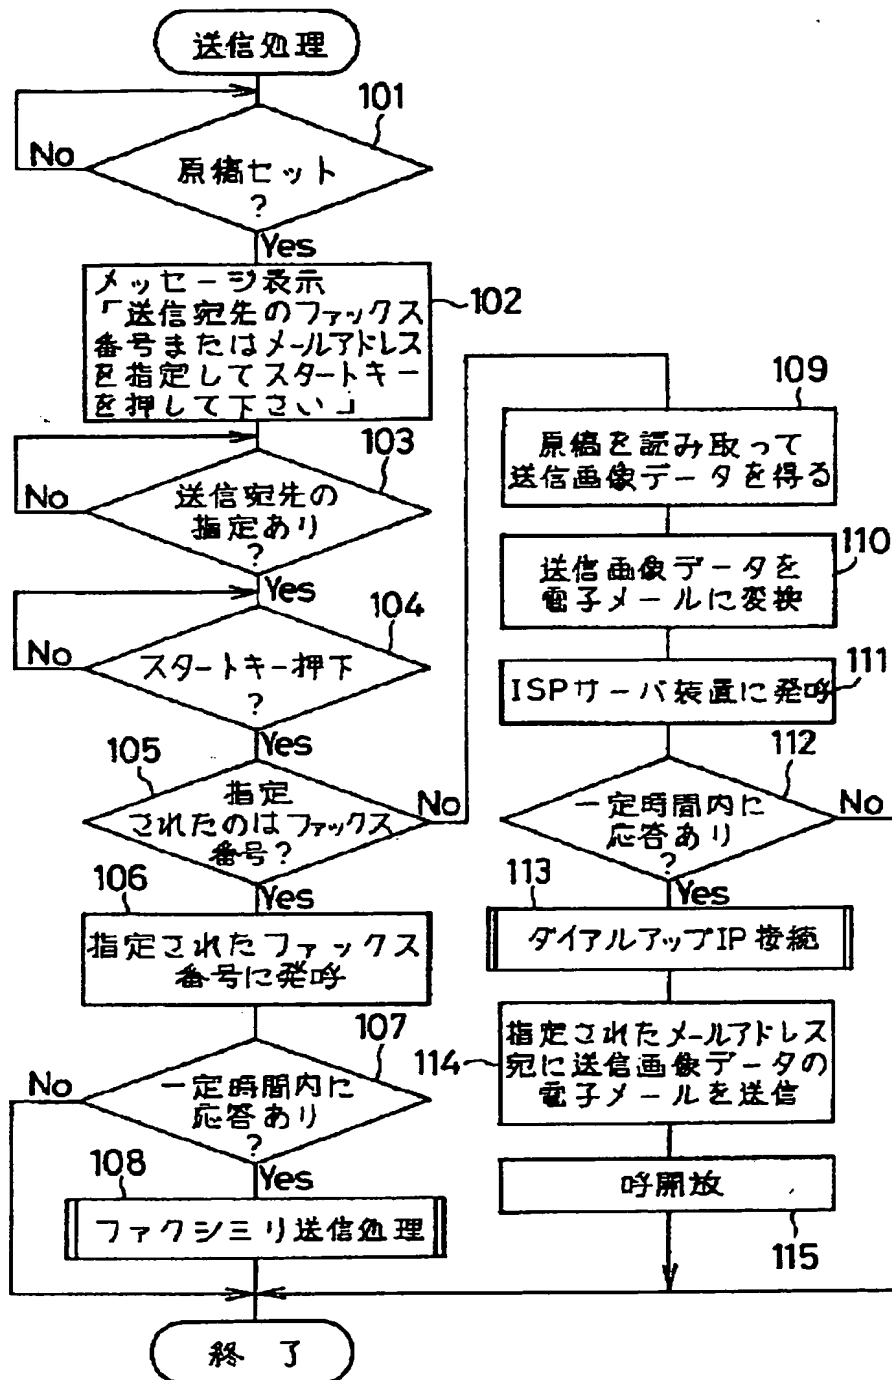 送信処理
101
No
原稿セット
?
Yes
メッセージ表示
「送信宛先のファックス
番号またはメールアドレス
を指定してスタートキー
を押して下さい」
102
103
No
送信宛先の
指定あり
?
Yes
104
No
スタートキー押下
?
Yes
105
指定
されたのはファックス
番号?
No
106
Yes
指定されたファックス
番号に発呼
107
No
一定時間内に
応答あり
?
108
Yes
ファクシミリ送信処理
109
原稿を読み取って
送信画像データを得る
110
送信画像データを
電子メールに変換
111
ISPサーバ装置に発呼
112
一定時間内に
応答あり
?
No
113
Yes
ダイアルアップIP接続
114
指定されたメールアドレス
宛に送信画像データの
電子メールを送信
呼開放
115
終了